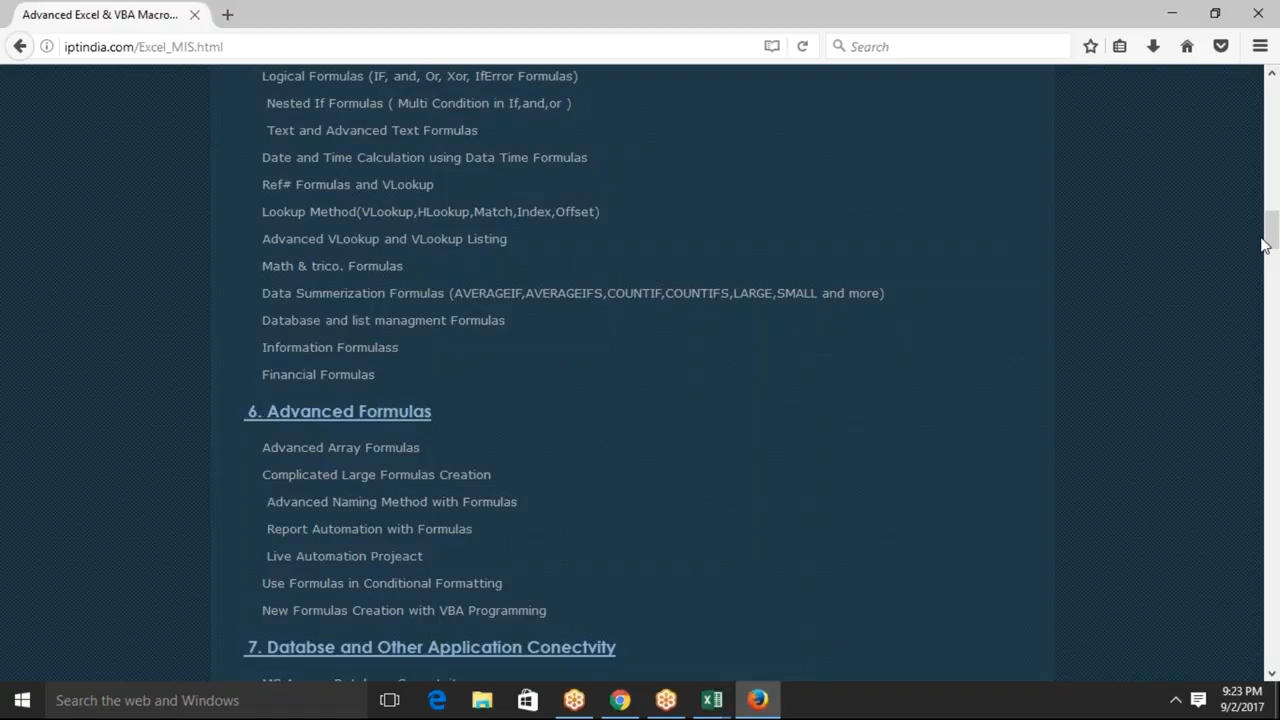 Advanced Excel & VBA Macro...
iptindia.com/Excel_MIS.html
Search
Logical Formulas (IF, and, Or, Xor, IfError Formulas)
Nested If Formulas ( Multi Condition in If,and,or )
Text and Advanced Text Formulas
Date and Time Calculation using Data Time Formulas
Ref# Formulas and VLookup
Lookup Method(VLookup,HLookup,Match,Index,Offset)
Advanced VLookup and VLookup Listing
Math & trico. Formulas
Data Summerization Formulas (AVERAGEIF,AVERAGEIFS,COUNTIF,COUNTIFS,LARGE,SMALL and more)
Database and list managment Formulas
Information Formulass
Financial Formulas
6. Advanced Formulas
Advanced Array Formulas
Complicated Large Formulas Creation
Advanced Naming Method with Formulas
Report Automation with Formulas
Live Automation Projeact
Use Formulas in Conditional Formatting
New Formulas Creation with VBA Programming
7. Databse and Other Application Conectvity
Search the web and Windows
9:23 PM
9/2/2017